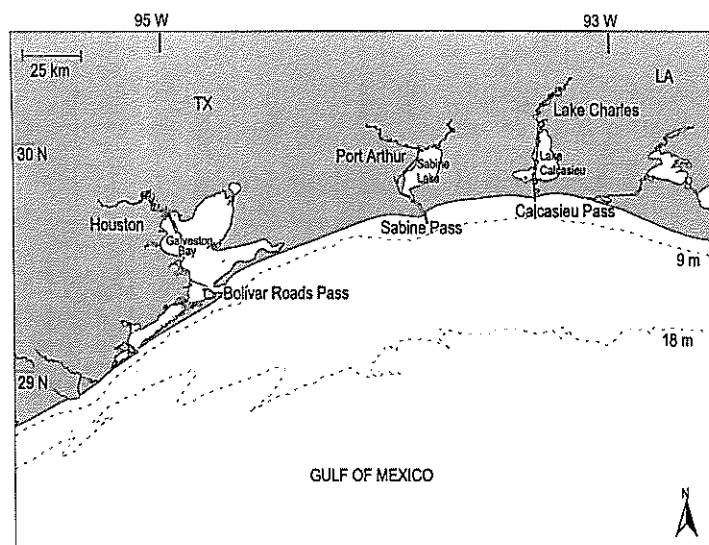 95 W
93 W
25 km
TX
LA
Lake Charles
30 N
Port Arthur
Sabine
Lake
Lake
Calcasieu
Houston
Galveston
Bay
Sabine Pass
Calcasieu Pass
9 m
Bolívar Roads Pass
18 m
29 N
GULF OF MEXICO
N